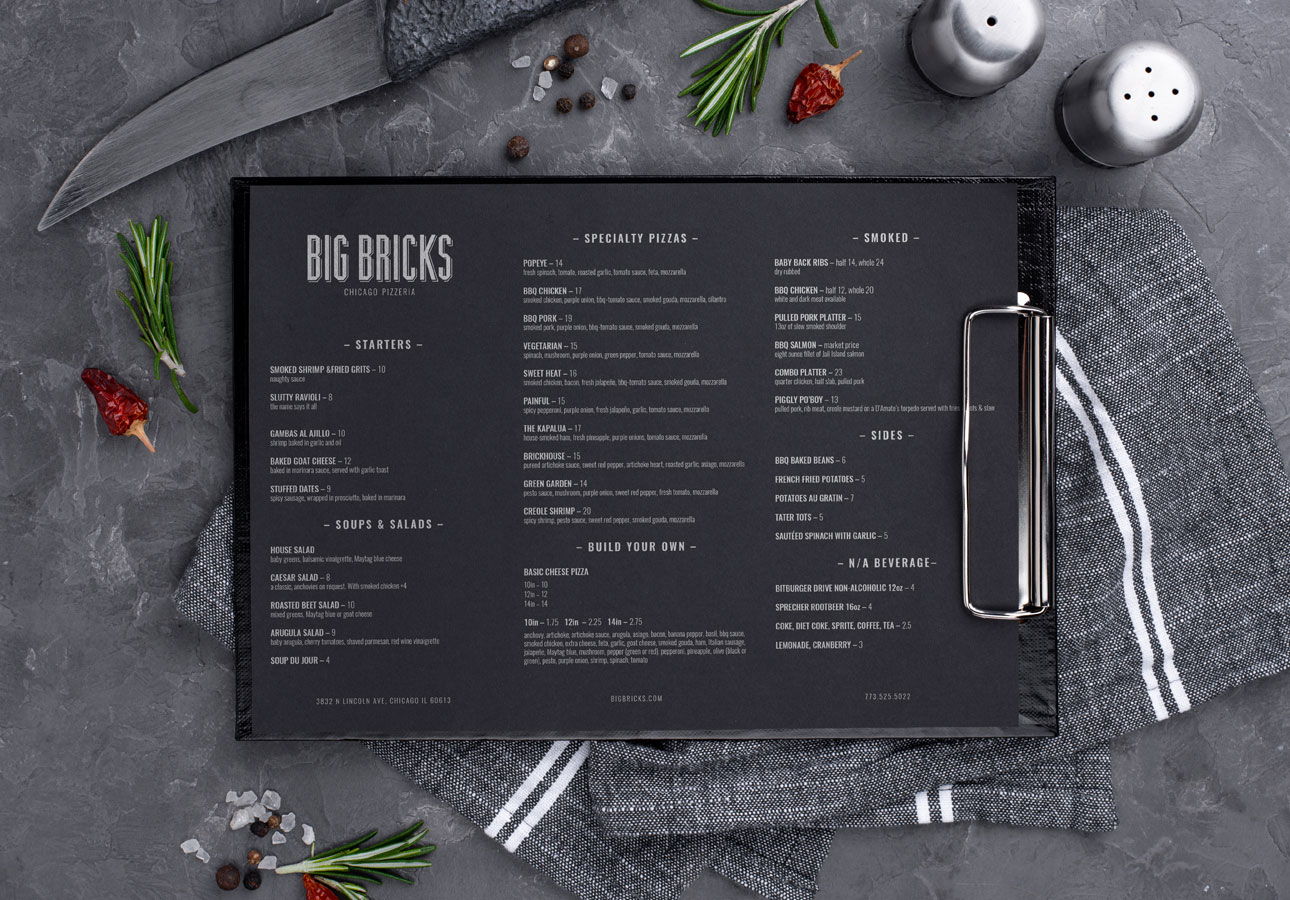 BIG BRICKS
CHICAGO PIZZERIA
– STARTERS –
SMOKED SHRIMP &FRIED GRITS – 10
naughty sauce
SLUTTY RAVIOLI – 8
the name says it all
GAMBAS AL AJILLO – 10
shrimp baked in garlic and oil
BAKED GOAT CHEESE – 12
baked in marinara sauce, served with garlic toast
STUFFED DATES – 9
spicy sausage, wrapped in prosciutto, baked in marinara
– SOUPS & SALADS –
HOUSE SALAD
baby greens, balsamic vinaigrette, Maytag blue cheese
CAESAR SALAD – 8
a classic, anchovies on request. With smoked chicken +4
ROASTED BEET SALAD – 10
mixed greens, Maytag blue or goat cheese
ARUGULA SALAD – 9
baby arugula, cherry tomatoes, shaved parmesan, red wine vinaigrette
SOUP DU JOUR – 4
3832 N LINCOLN AVE, CHICAGO IL 60613
– SPECIALTY PIZZAS –
POPEYE – 14
fresh spinach, tomato, roasted garlic, tomato sauce, feta, mozzarella
BBQ CHICKEN – 17
smoked chicken, purple onion, bbq-tomato sauce, smoked gouda, mozzarella, cilantro
BBQ PORK – 19
smoked pork, purple onion, bbq-tomato sauce, smoked gouda, mozzarella
VEGETARIAN – 15
spinach, mushroom, purple onion, green pepper, tomato sauce, mozzarella
SWEET HEAT – 16
smoked chicken, bacon, fresh jalapeño, bbq-tomato sauce, smoked gouda, mozzarella
PAINFUL – 15
spicy pepperoni, purple onion, fresh jalapeño, garlic, tomato sauce, mozzarella
THE KAPALUA – 17
house-smoked ham, fresh pineapple, purple onions, tomato sauce, mozzarella
BRICKHOUSE – 15
pureed artichoke sauce, sweet red pepper, artichoke heart, roasted garlic, asiago, mozzarella
GREEN GARDEN – 14
pesto sauce, mushroom, purple onion, sweet red pepper, fresh tomato, mozzarella
CREOLE SHRIMP – 20
spicy shrimp, pesto sauce, sweet red pepper, smoked gouda, mozzarella
– BUILD YOUR OWN –
BASIC CHEESE PIZZA
10in – 10
12in – 12
14in – 14
10in – 1.75 12in – 2.25 14in – 2.75
anchovy, artichoke, artichoke sauce, arugula, asiago, bacon, banana pepper, basil, bbq sauce,
smoked chicken, extra cheese, feta, garlic, goat cheese, smoked gouda, ham, Italian sausage,
jalapeño, Maytag blue, mushroom, pepper (green or red), pepperoni, pineapple, olive (black or
green), pesto, purple onion, shrimp, spinach, tomato
BIGBRICKS.COM
– SMOKED –
BABY BACK RIBS – half 14, whole 24
dry rubbed
BBQ CHICKEN – half 12, whole 20
white and dark meat available
PULLED PORK PLATTER – 15
13oz of slow smoked shoulder
BBQ SALMON – market price
eight ounce fillet of Jail Island salmon
COMBO PLATTER – 23
quarter chicken, half slab, pulled pork
PIGGLY PO'BOY – 13
pulled pork, rib meat, creole mustard on a D'Amato's torpedo served with & slaw
– SIDES –
BBQ BAKED BEANS – 6
FRENCH FRIED POTATOES – 5
POTATOES AU GRATIN – 7
TATER TOTS – 5
SAUTÉED SPINACH WITH GARLIC – 5
– N/A BEVERAGE–
BITBURGER DRIVE NON-ALCOHOLIC 12oz – 4
SPRECHER ROOTBEER 16oz – 4
COKE, DIET COKE, SPRITE, COFFEE, TEA – 2.5
LEMONADE, CRANBERRY – 3
773.525.5022